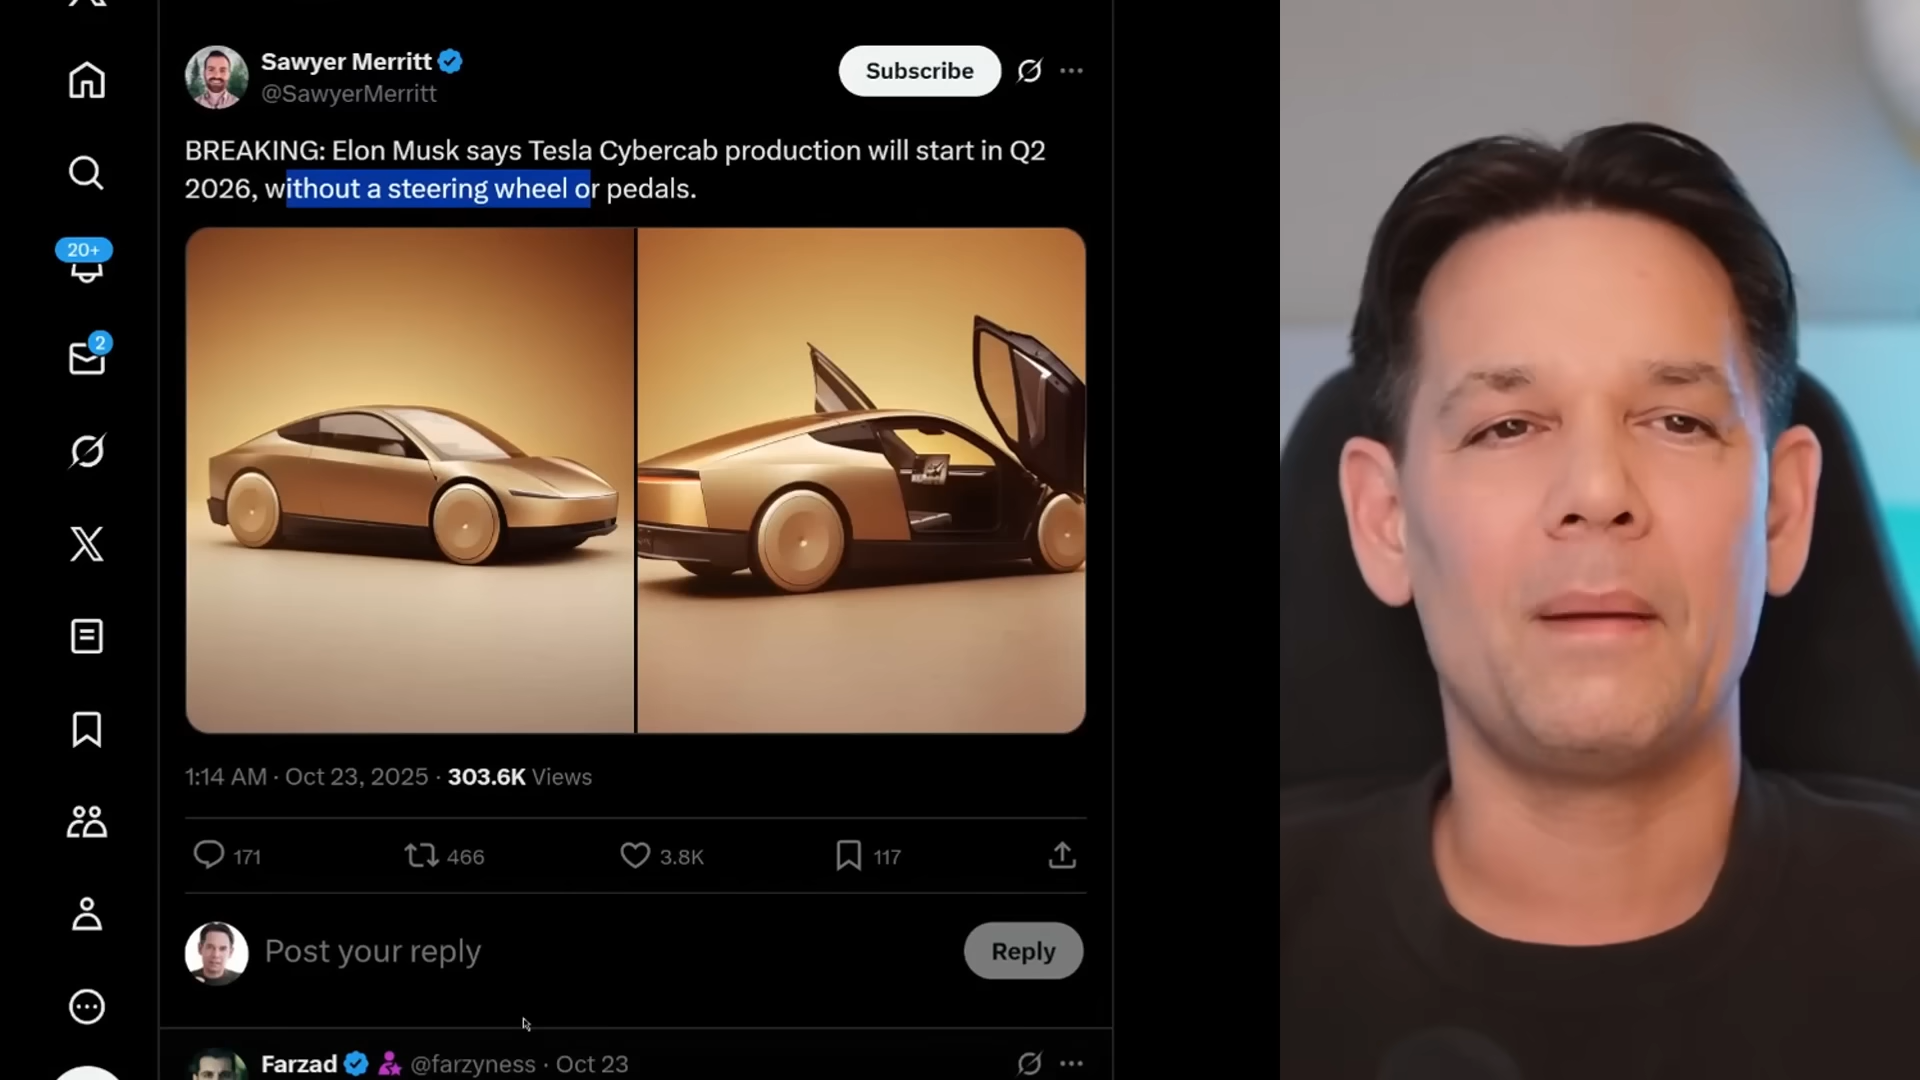 Sawyer Merritt
@SawyerMerritt
Subscribe
BREAKING: Elon Musk says Tesla Cybercab production will start in Q2
2026, without a steering wheel or pedals.
20+
2
1:14 AM · Oct 23, 2025 · 303.6K Views
171
466
3.8K
117
Post your reply
Reply
Farzad @farzyness · Oct 23